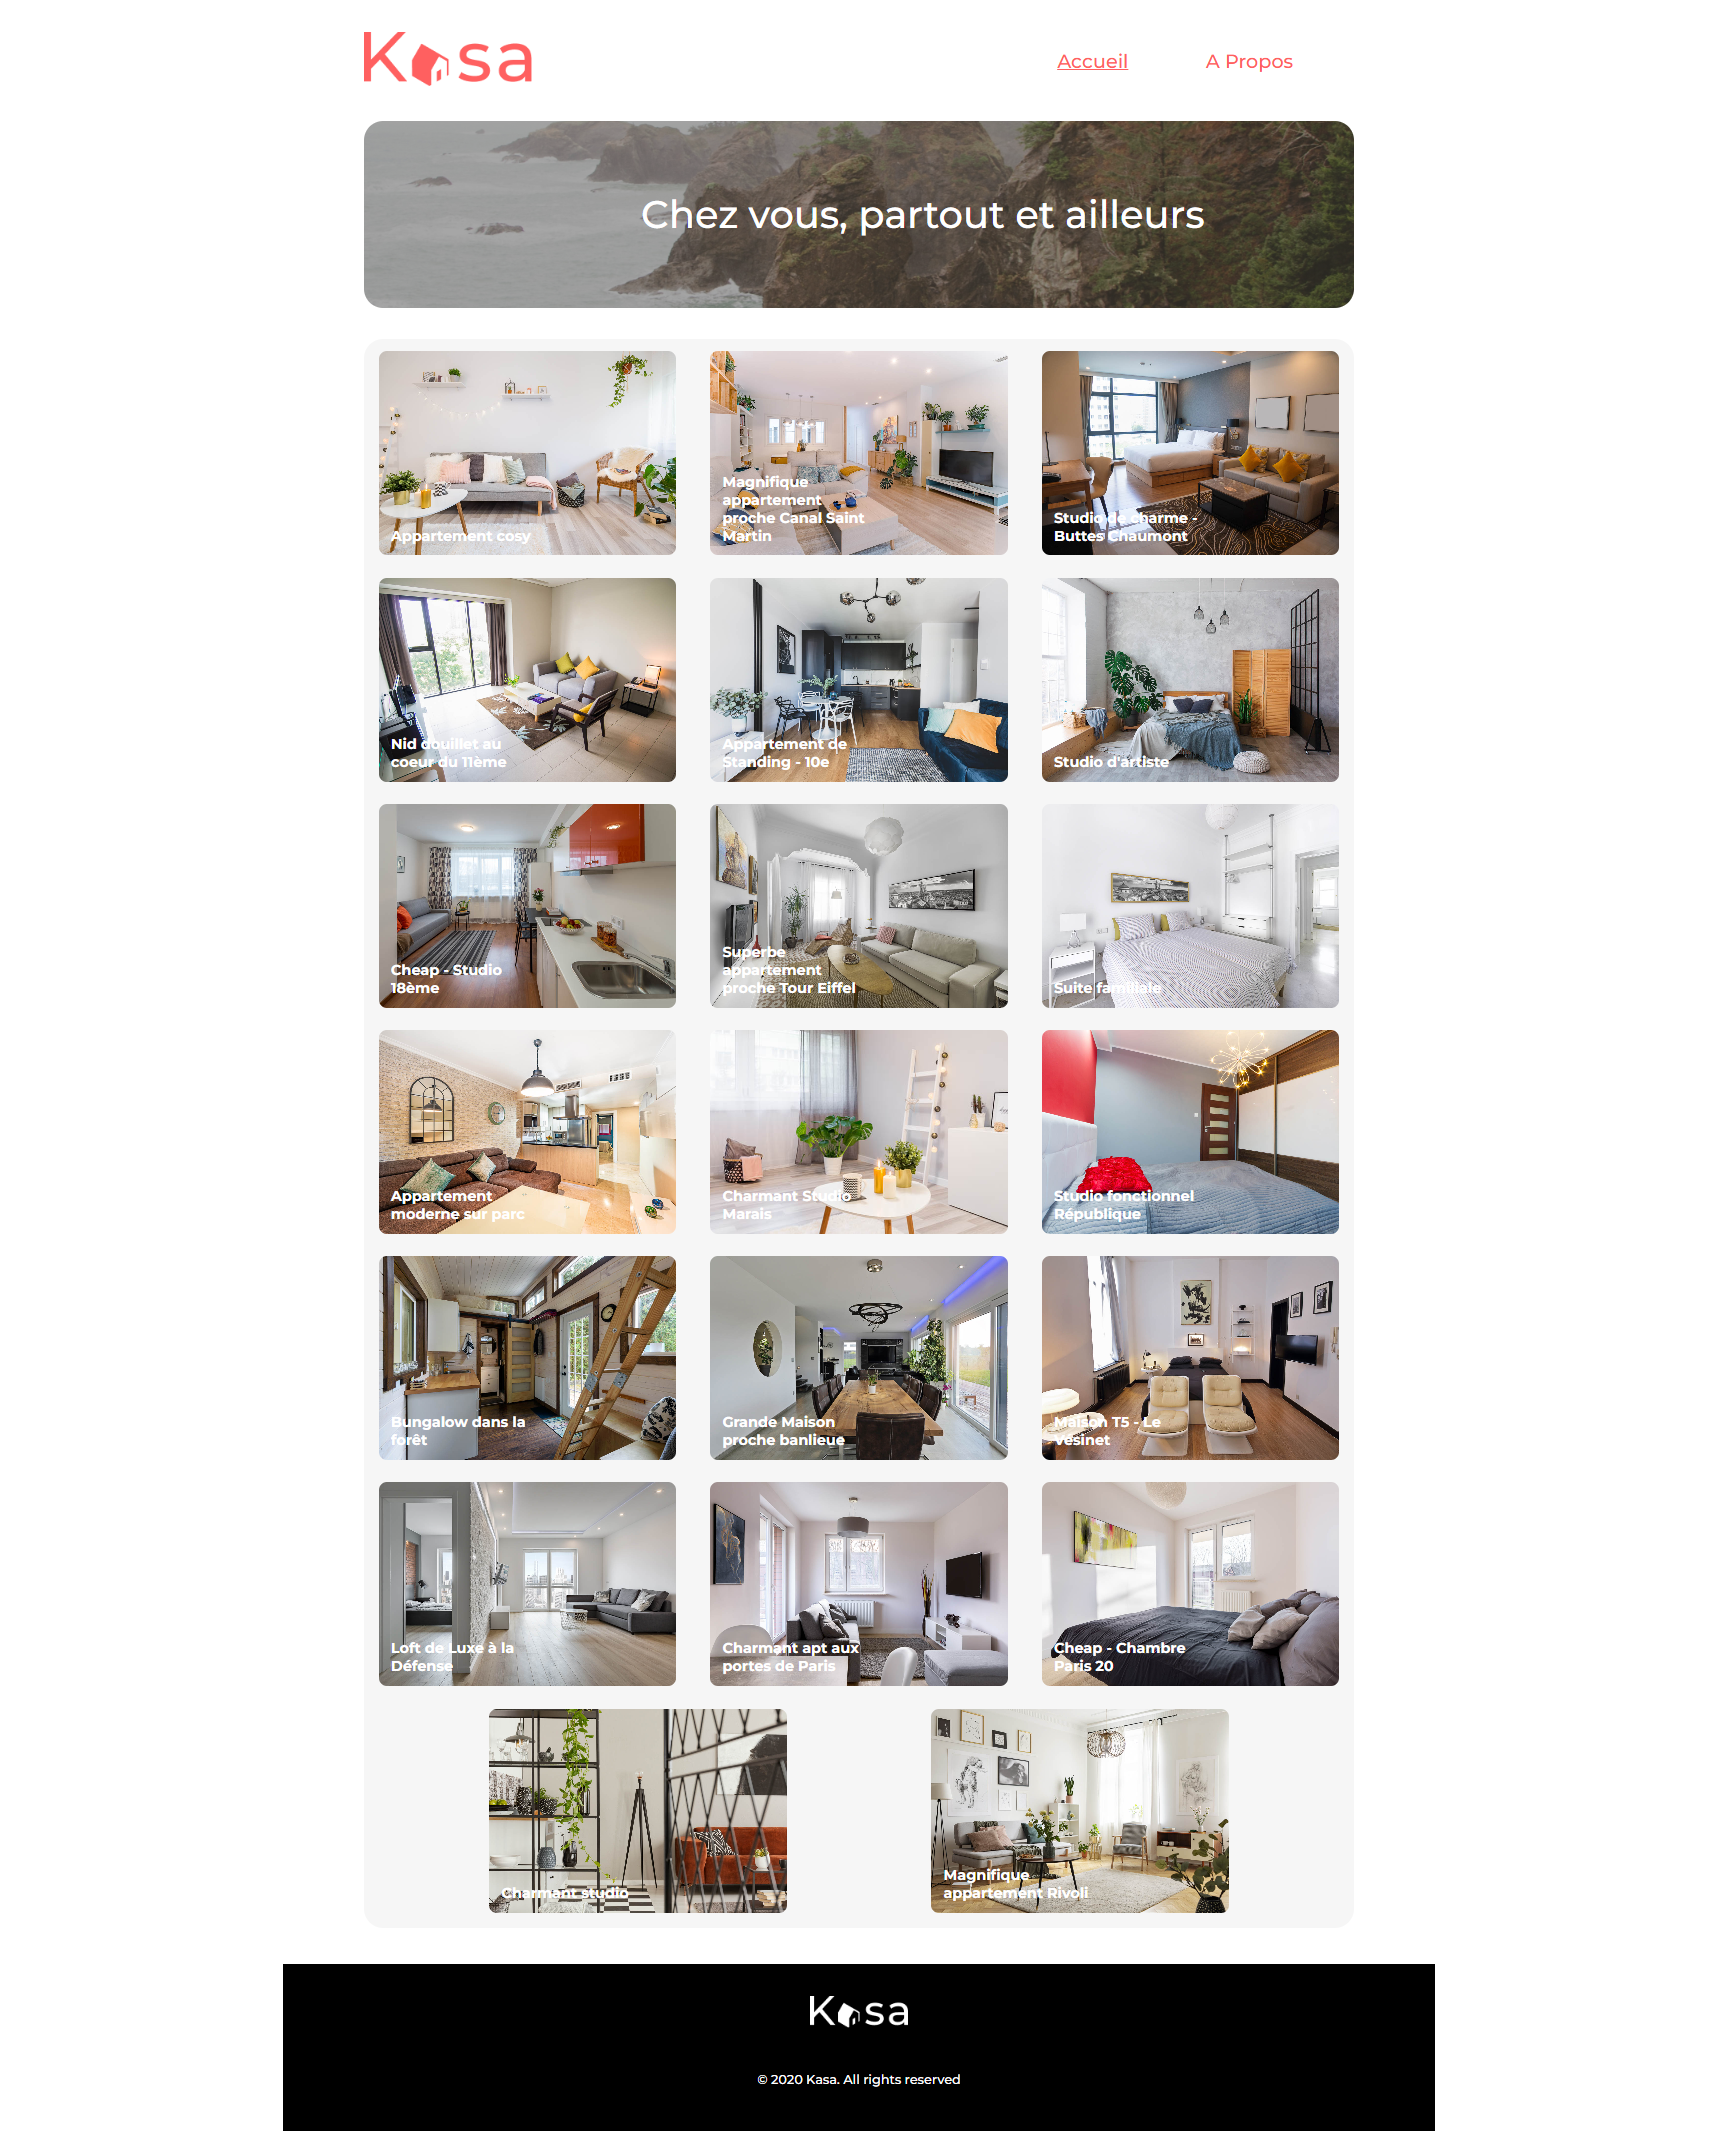 Kasa
Accueil
A Propos
Chez vous, partout et ailleurs
Appartement cosy
Magnifique
appartement
proche Canal Saint
Martin
Studio de charme -
Buttes Chaumont
Nid douillet au
coeur du 11ème
Appartement de
Standing - 10e
Studio d'artiste
Cheap - Studio
18ème
Superbe
appartement
proche Tour Eiffel
Suite familiale
Appartement
moderne sur parc
Charmant Studio
Marais
Studio fonctionnel
République
Bungalow dans la
forêt
Grande Maison
proche banlieue
Maison T5 - Le
Vésinet
Loft de Luxe à la
Défense
Charmant apt aux
portes de Paris
Cheap - Chambre
Paris 20
Charmant studio
Magnifique
appartement Rivoli
Kasa
© 2020 Kasa. All rights reserved